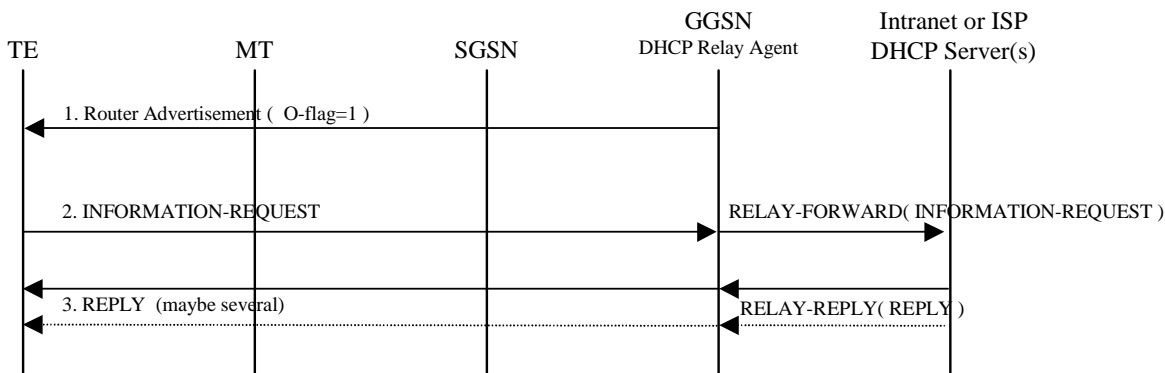 TE
MT
SGSN
GGSN
DHCP Relay Agent
Intranet or ISP
DHCP Server(s)
1. Router Advertisement ( O-flag=1 )
2. INFORMATION-REQUEST
RELAY-FORWARD( INFORMATION-REQUEST )
3. REPLY (maybe several)
RELAY-REPLY( REPLY )